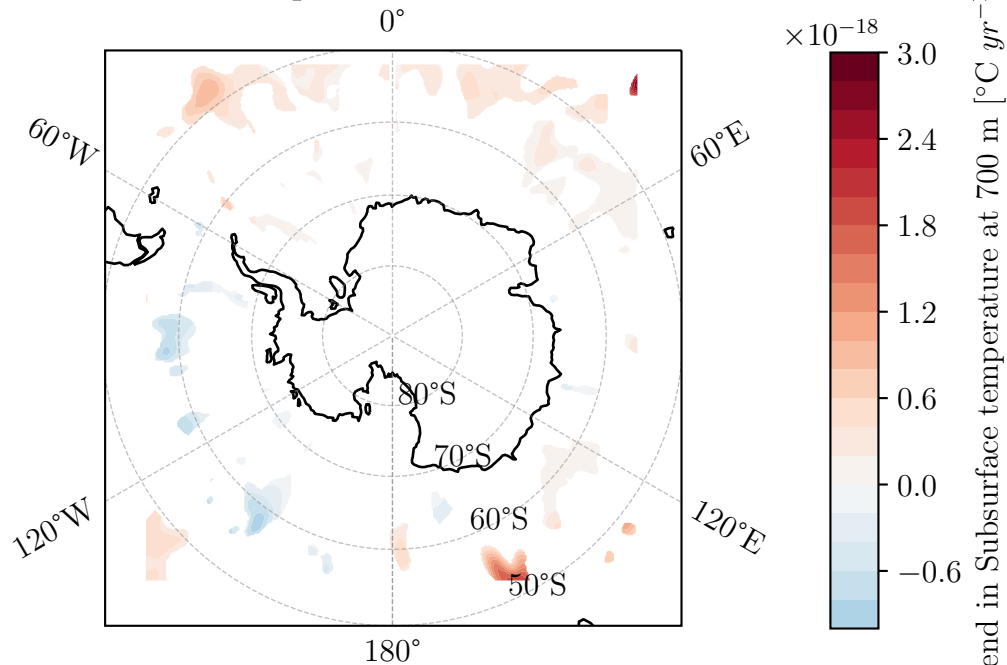 0°
×10⁻¹⁸
3.0
60°W
60°E
2.4
1.8
1.2
0.6
0.0
−0.6
80°S
70°S
60°S
50°S
120°W
120°E
180°
end in Subsurface temperature at 700 m [°C yr⁻